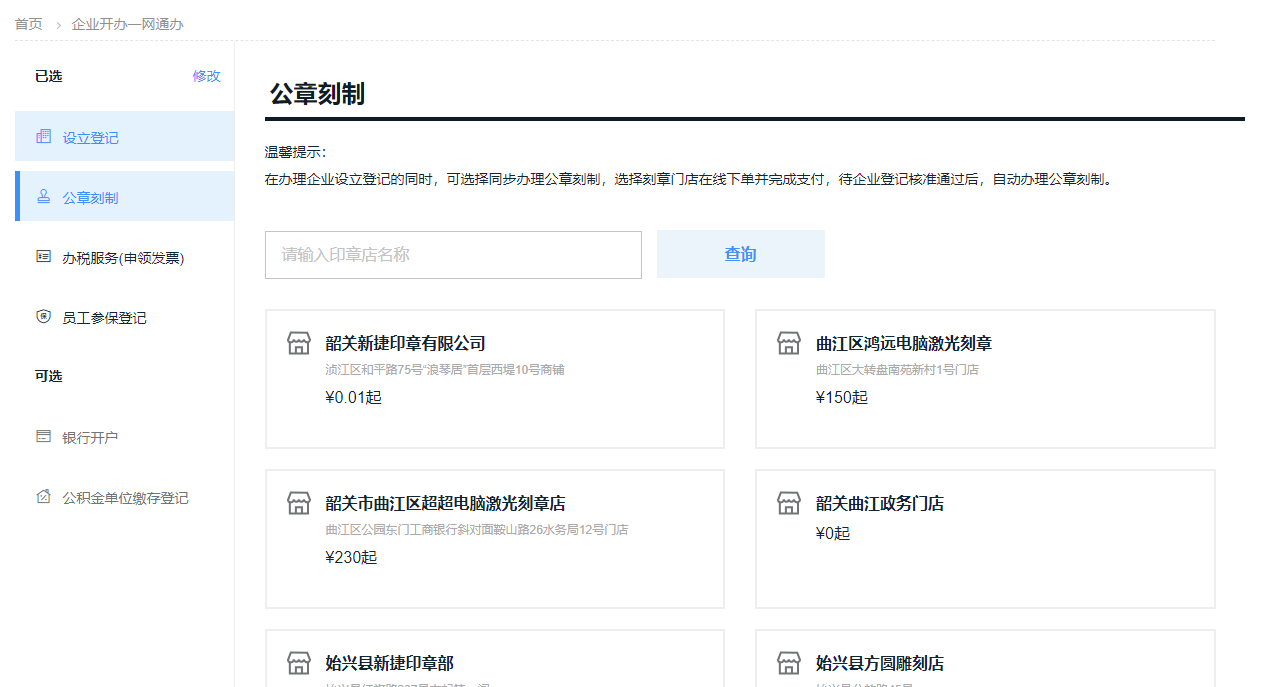 首页 › 企业开办一网通办
已选 修改
设立登记
公章刻制
办税服务(申领发票)
员工参保登记
可选
银行开户
公积金单位缴存登记
公章刻制
温馨提示：
在办理企业设立登记的同时，可选择同步办理公章刻制，选择刻章门店在线下单并完成支付，待企业登记核准通过后，自动办理公章刻制。
请输入印章店名称 查询
韶关新捷印章有限公司
浈江区和平路75号“浪琴居”首层西堤10号商铺
¥0.01起
曲江区鸿远电脑激光刻章
曲江区大转盘南苑新村1号门店
¥150起
韶关市曲江区超超电脑激光刻章店
曲江区公园东门工商银行斜对面鞍山路26水务局12号门店
¥230起
韶关曲江政务门店
¥0起
始兴县新捷印章部
始兴县方圆雕刻店